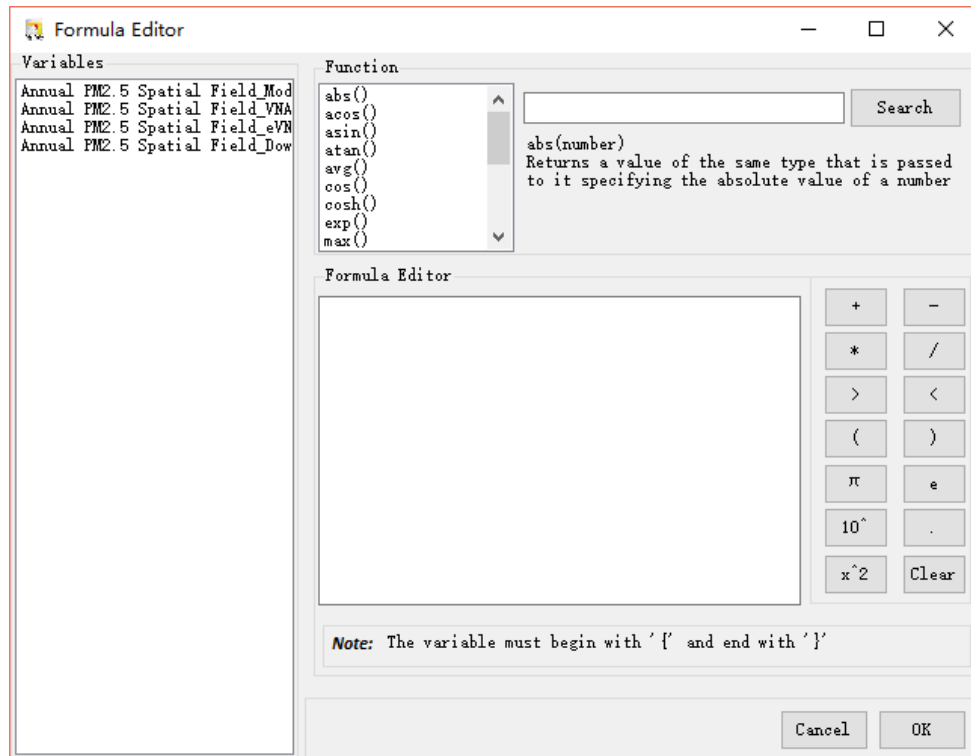 Formula Editor
Variables
Annual PM2.5 Spatial Field_Mod
Annual PM2.5 Spatial Field_VNA
Annual PM2.5 Spatial Field_eVN
Annual PM2.5 Spatial Field_Dow
Function
abs()
acos()
asin()
atan()
avg()
cos()
cosh()
exp()
max()
Search
abs(number)
Returns a value of the same type that is passed
to it specifying the absolute value of a number
Formula Editor
+ -
* /
> <
( )
π e
10^ .
x^2 Clear
Note: The variable must begin with '{' and end with '}'
Cancel OK